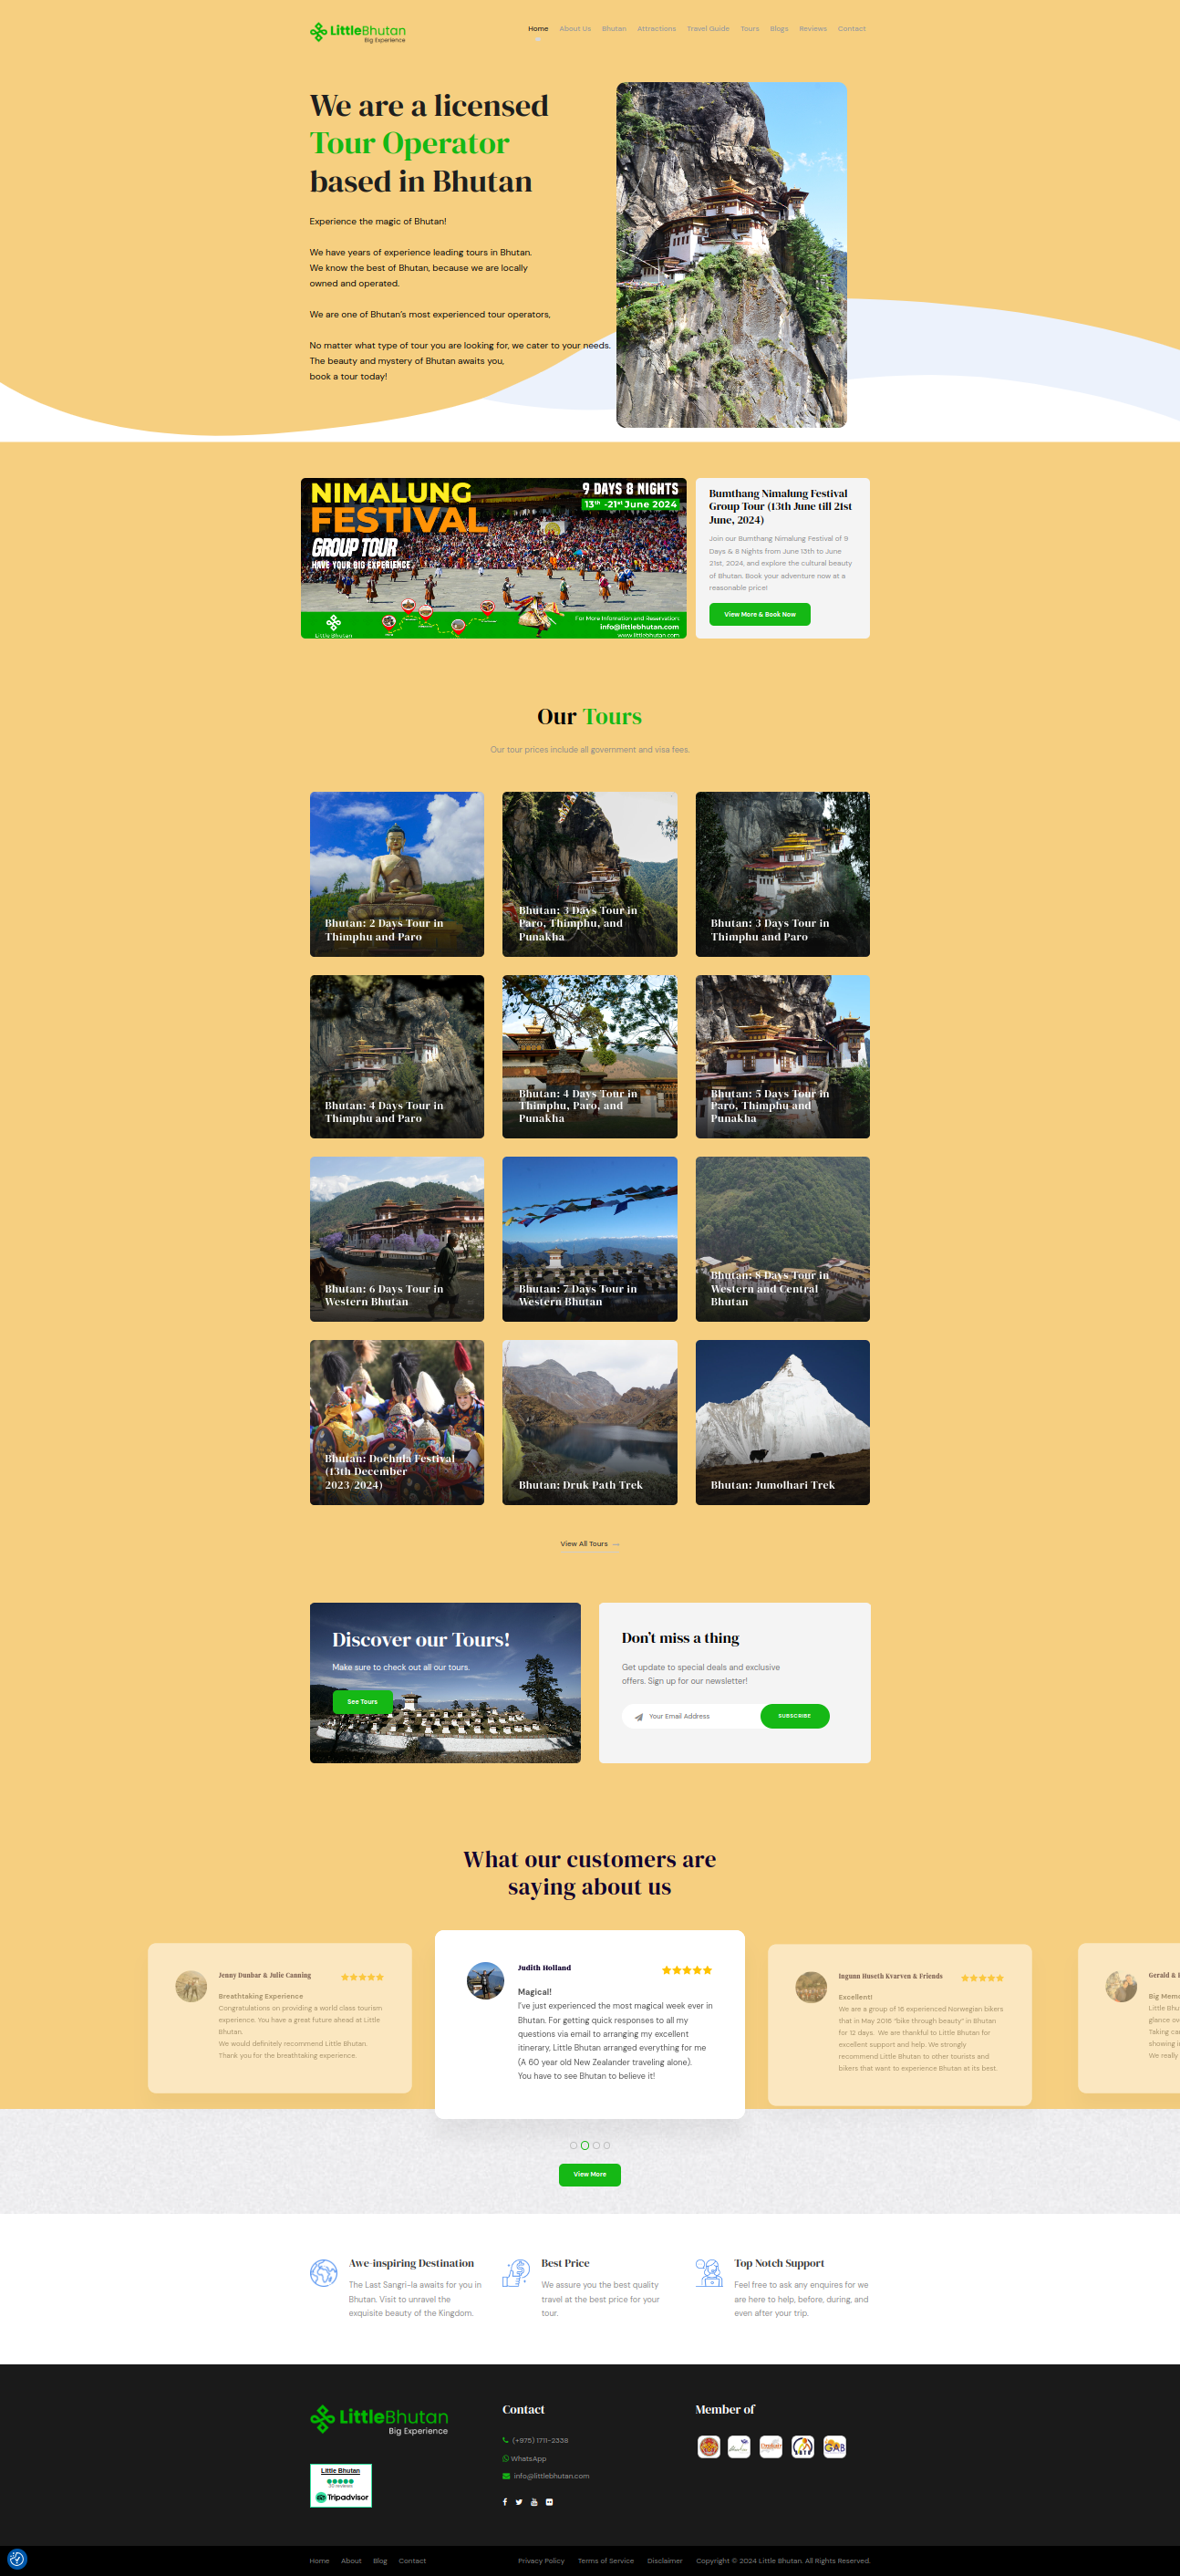 LittleBhutan
Big Experience
Home About Us Bhutan Attractions Travel Guide Tours Blogs Reviews Contact
We are a licensed
Tour Operator
based in Bhutan
Experience the magic of Bhutan!
We have years of experience leading tours in Bhutan.
We know the best of Bhutan, because we are locally
owned and operated.
We are one of Bhutan's most experienced tour operators,
No matter what type of tour you are looking for, we cater to your needs.
The beauty and mystery of Bhutan awaits you,
book a tour today!
NIMALUNG
FESTIVAL
GROUP TOUR
HAVE YOUR BIG EXPERIENCE
9 DAYS 8 NIGHTS
13th -21st June 2024
Little Bhutan
For More Information and Reservations
info@littlebhutan.com
www.littlebhutan.com
Bumthang Nimalung Festival
Group Tour (13th June till 21st
June, 2024)
Join our Bumthang Nimalung Festival of 9
Days & 8 Nights from June 13th to June
21st, 2024, and explore the cultural beauty
of Bhutan. Book your adventure now at a
reasonable price!
View More & Book Now
Our Tours
Our tour prices include all government and visa fees.
Bhutan: 2 Days Tour in
Thimphu and Paro
Bhutan: 3 Days Tour in
Paro, Thimphu, and
Punakha
Bhutan: 3 Days Tour in
Thimphu and Paro
Bhutan: 4 Days Tour in
Thimphu and Paro
Bhutan: 4 Days Tour in
Thimphu, Paro, and
Punakha
Bhutan: 5 Days Tour in
Paro, Thimphu and
Punakha
Bhutan: 6 Days Tour in
Western Bhutan
Bhutan: 7 Days Tour in
Western Bhutan
Bhutan: 8 Days Tour in
Western and Central
Bhutan
Bhutan: Dochula Festival
(13th December
2023/2024)
Bhutan: Druk Path Trek
Bhutan: Jumolhari Trek
View All Tours →
Discover our Tours!
Make sure to check out all our tours.
See Tours
Don't miss a thing
Get update to special deals and exclusive
offers. Sign up for our newsletter!
Your Email Address
SUBSCRIBE
What our customers are
saying about us
Jenny Dunbar & Julie Canning
Breathtaking Experience
Congratulations on providing a world class tourism
experience. You have a great future ahead at Little
Bhutan.
We would definitely recommend Little Bhutan.
Thank you for the breathtaking experience.
Judith Holland
Magical!
I've just experienced the most magical week ever in
Bhutan. For getting quick responses to all my
questions via email to arranging my excellent
itinerary, Little Bhutan arranged everything for me
(A 60 year old New Zealander traveling alone).
You have to see Bhutan to believe it!
Ingunn Huseth Kvarven & Friends
Excellent!
We are a group of 16 experienced Norwegian bikers
that in May 2016 "bike through beauty" in Bhutan
for 12 days. We are thankful to Little Bhutan for
excellent support and help. We strongly
recommend Little Bhutan to other tourists and
bikers that want to experience Bhutan at its best.
Gerald &
Big Mem
Little Bhu
glance ov
Taking ca
showing i
We really
View More
Awe-inspiring Destination
The Last Sangri-la awaits for you in
Bhutan. Visit to unravel the
exquisite beauty of the Kingdom.
Best Price
We assure you the best quality
travel at the best price for your
tour.
Top Notch Support
Feel free to ask any enquires for we
are here to help, before, during, and
even after your trip.
LittleBhutan
Big Experience
Little Bhutan
30 reviews
Tripadvisor
Contact
(+975) 1711-2338
WhatsApp
info@littlebhutan.com
Member of
GAB
Home About Blog Contact
Privacy Policy Terms of Service Disclaimer Copyright © 2024 Little Bhutan. All Rights Reserved.